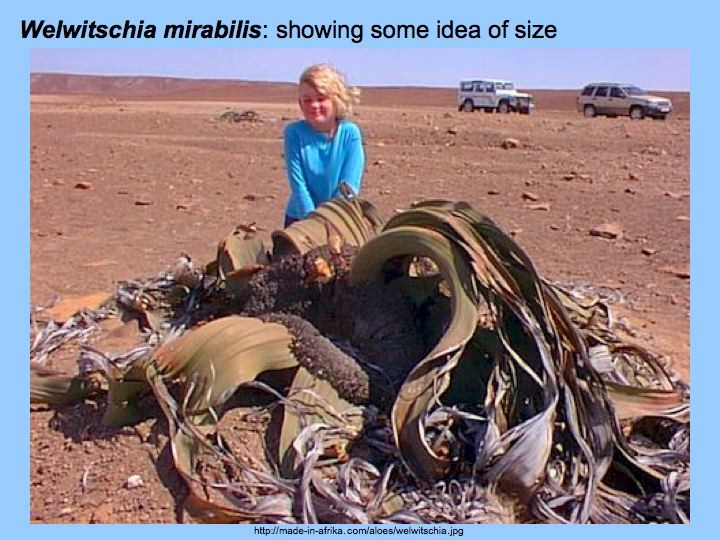 Welwitschia mirabilis: showing some idea of size
http://made-in-afrika.com/aloes/welwitschia.jpg